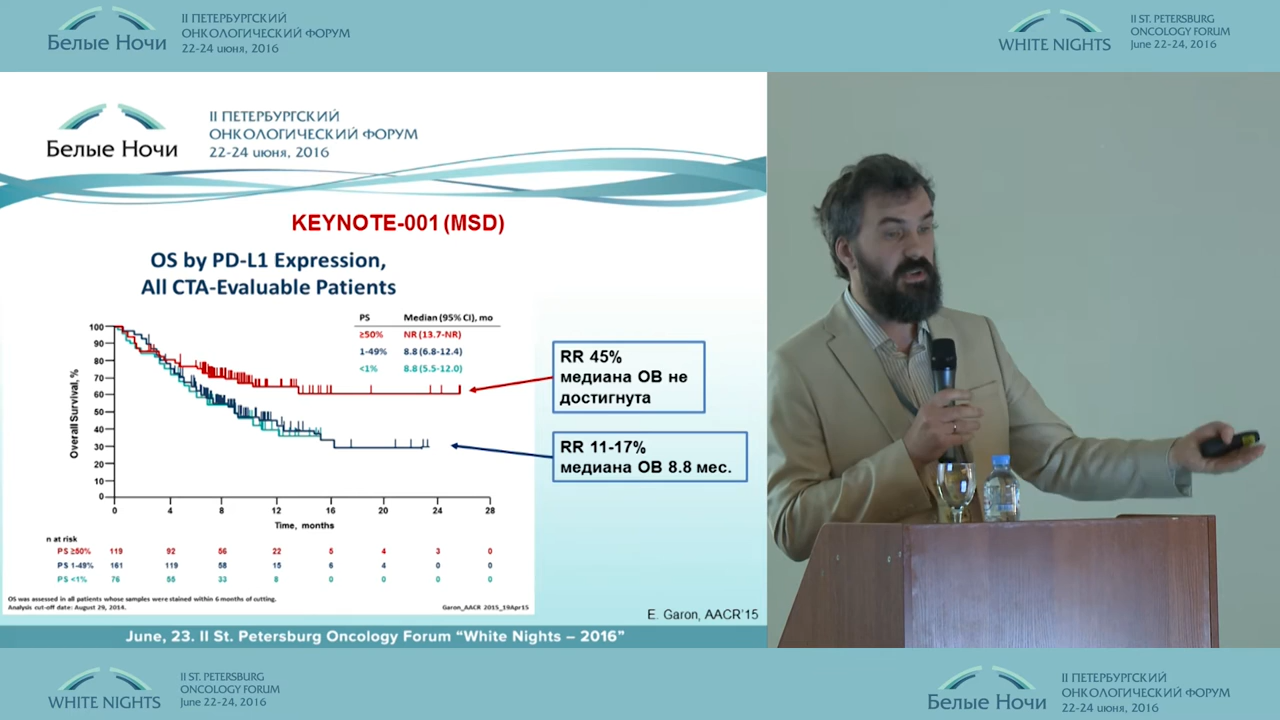 Белые Ночи
II ПЕТЕРБУРГСКИЙ
ОНКОЛОГИЧЕСКИЙ ФОРУМ
22-24 июня, 2016
WHITE NIGHTS
II ST. PETERSBURG
ONCOLOGY FORUM
June 22-24, 2016
Белые Ночи
II ПЕТЕРБУРГСКИЙ
ОНКОЛОГИЧЕСКИЙ ФОРУМ
22-24 июня, 2016
KEYNOTE-001 (MSD)
OS by PD-L1 Expression,
All CTA-Evaluable Patients
PS Median (95% CI), mo
≥50% NR (13.7-NR)
1-49% 8.8 (6.8-12.4)
<1% 8.8 (5.5-12.0)
Overall Survival, %
100
90
80
70
60
50
40
30
20
10
0
0 4 8 12 16 20 24 28
Time, months
n at risk
PS ≥50% 119 92 56 22 5 4 3 0
PS 1-49% 161 119 58 15 6 4 0 0
PS <1% 76 55 33 8 0 0 0 0
OS was assessed in all patients whose samples were stained within 6 months of cutting.
Analysis cut-off date: August 29, 2014.
Garon_AACR 2015_19Apr15
RR 45%
медиана ОВ не
достигнута
RR 11-17%
медиана ОВ 8.8 мес.
E. Garon, AACR'15
June, 23. II St. Petersburg Oncology Forum “White Nights – 2016”
WHITE NIGHTS
II ST. PETERSBURG
ONCOLOGY FORUM
June 22-24, 2016
Белые Ночи
II ПЕТЕРБУРГСКИЙ
ОНКОЛОГИЧЕСКИЙ ФОРУМ
22-24 июня, 2016